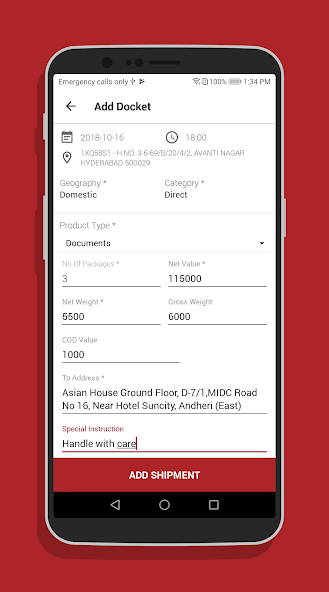 Emergency calls only 100% 1:34 PM
Add Docket
2018-10-16 18:00
1XQ58S1 - H.NO. 3-6-69/B/20/4/2, AVANTI NAGAR
HYDERABAD 500029
Geography * Category *
Domestic Direct
Product Type *
Documents
No Of Packages * Net Value *
3 115000
Net Weight * Gross Weight
5500 6000
COD Value
1000
To Address *
Asian House Ground Floor, D-7/1,MIDC Road
No 16, Near Hotel Suncity, Andheri (East)
Special Instruction
Handle with care
ADD SHIPMENT